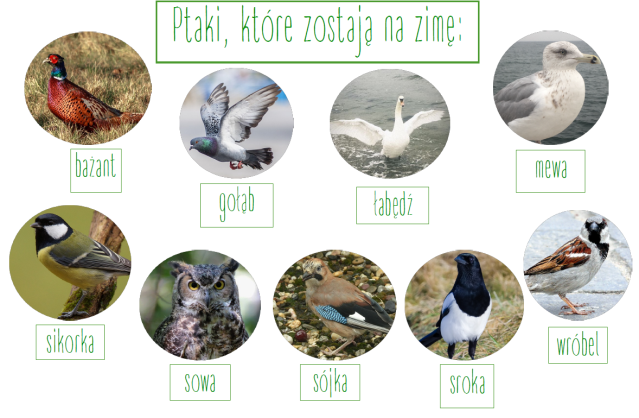 Ptaki, które zostają na zimę:
bażant
gołąb
łabędź
mewa
sikorka
sowa
sójka
sroka
wróbel